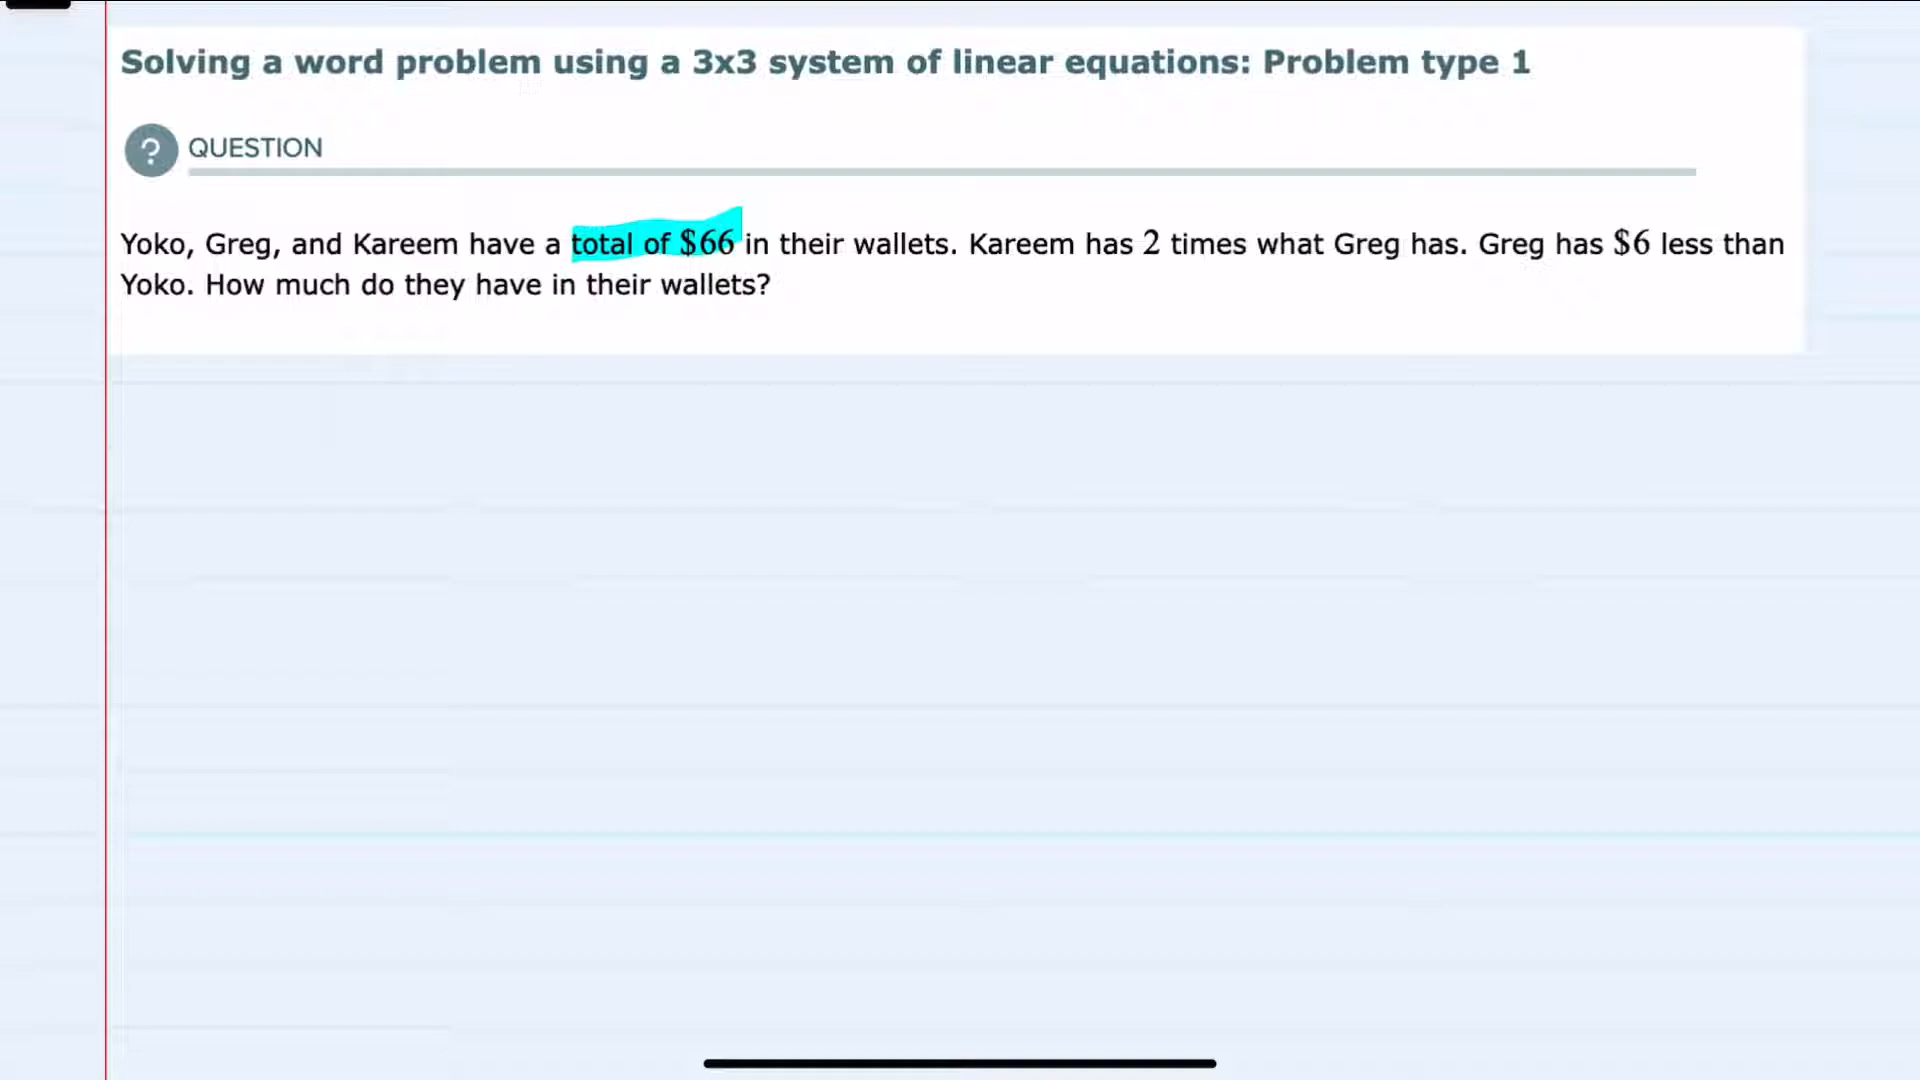 Solving a word problem using a 3x3 system of linear equations: Problem type 1
? QUESTION
Yoko, Greg, and Kareem have a total of $66 in their wallets. Kareem has 2 times what Greg has. Greg has $6 less than
Yoko. How much do they have in their wallets?